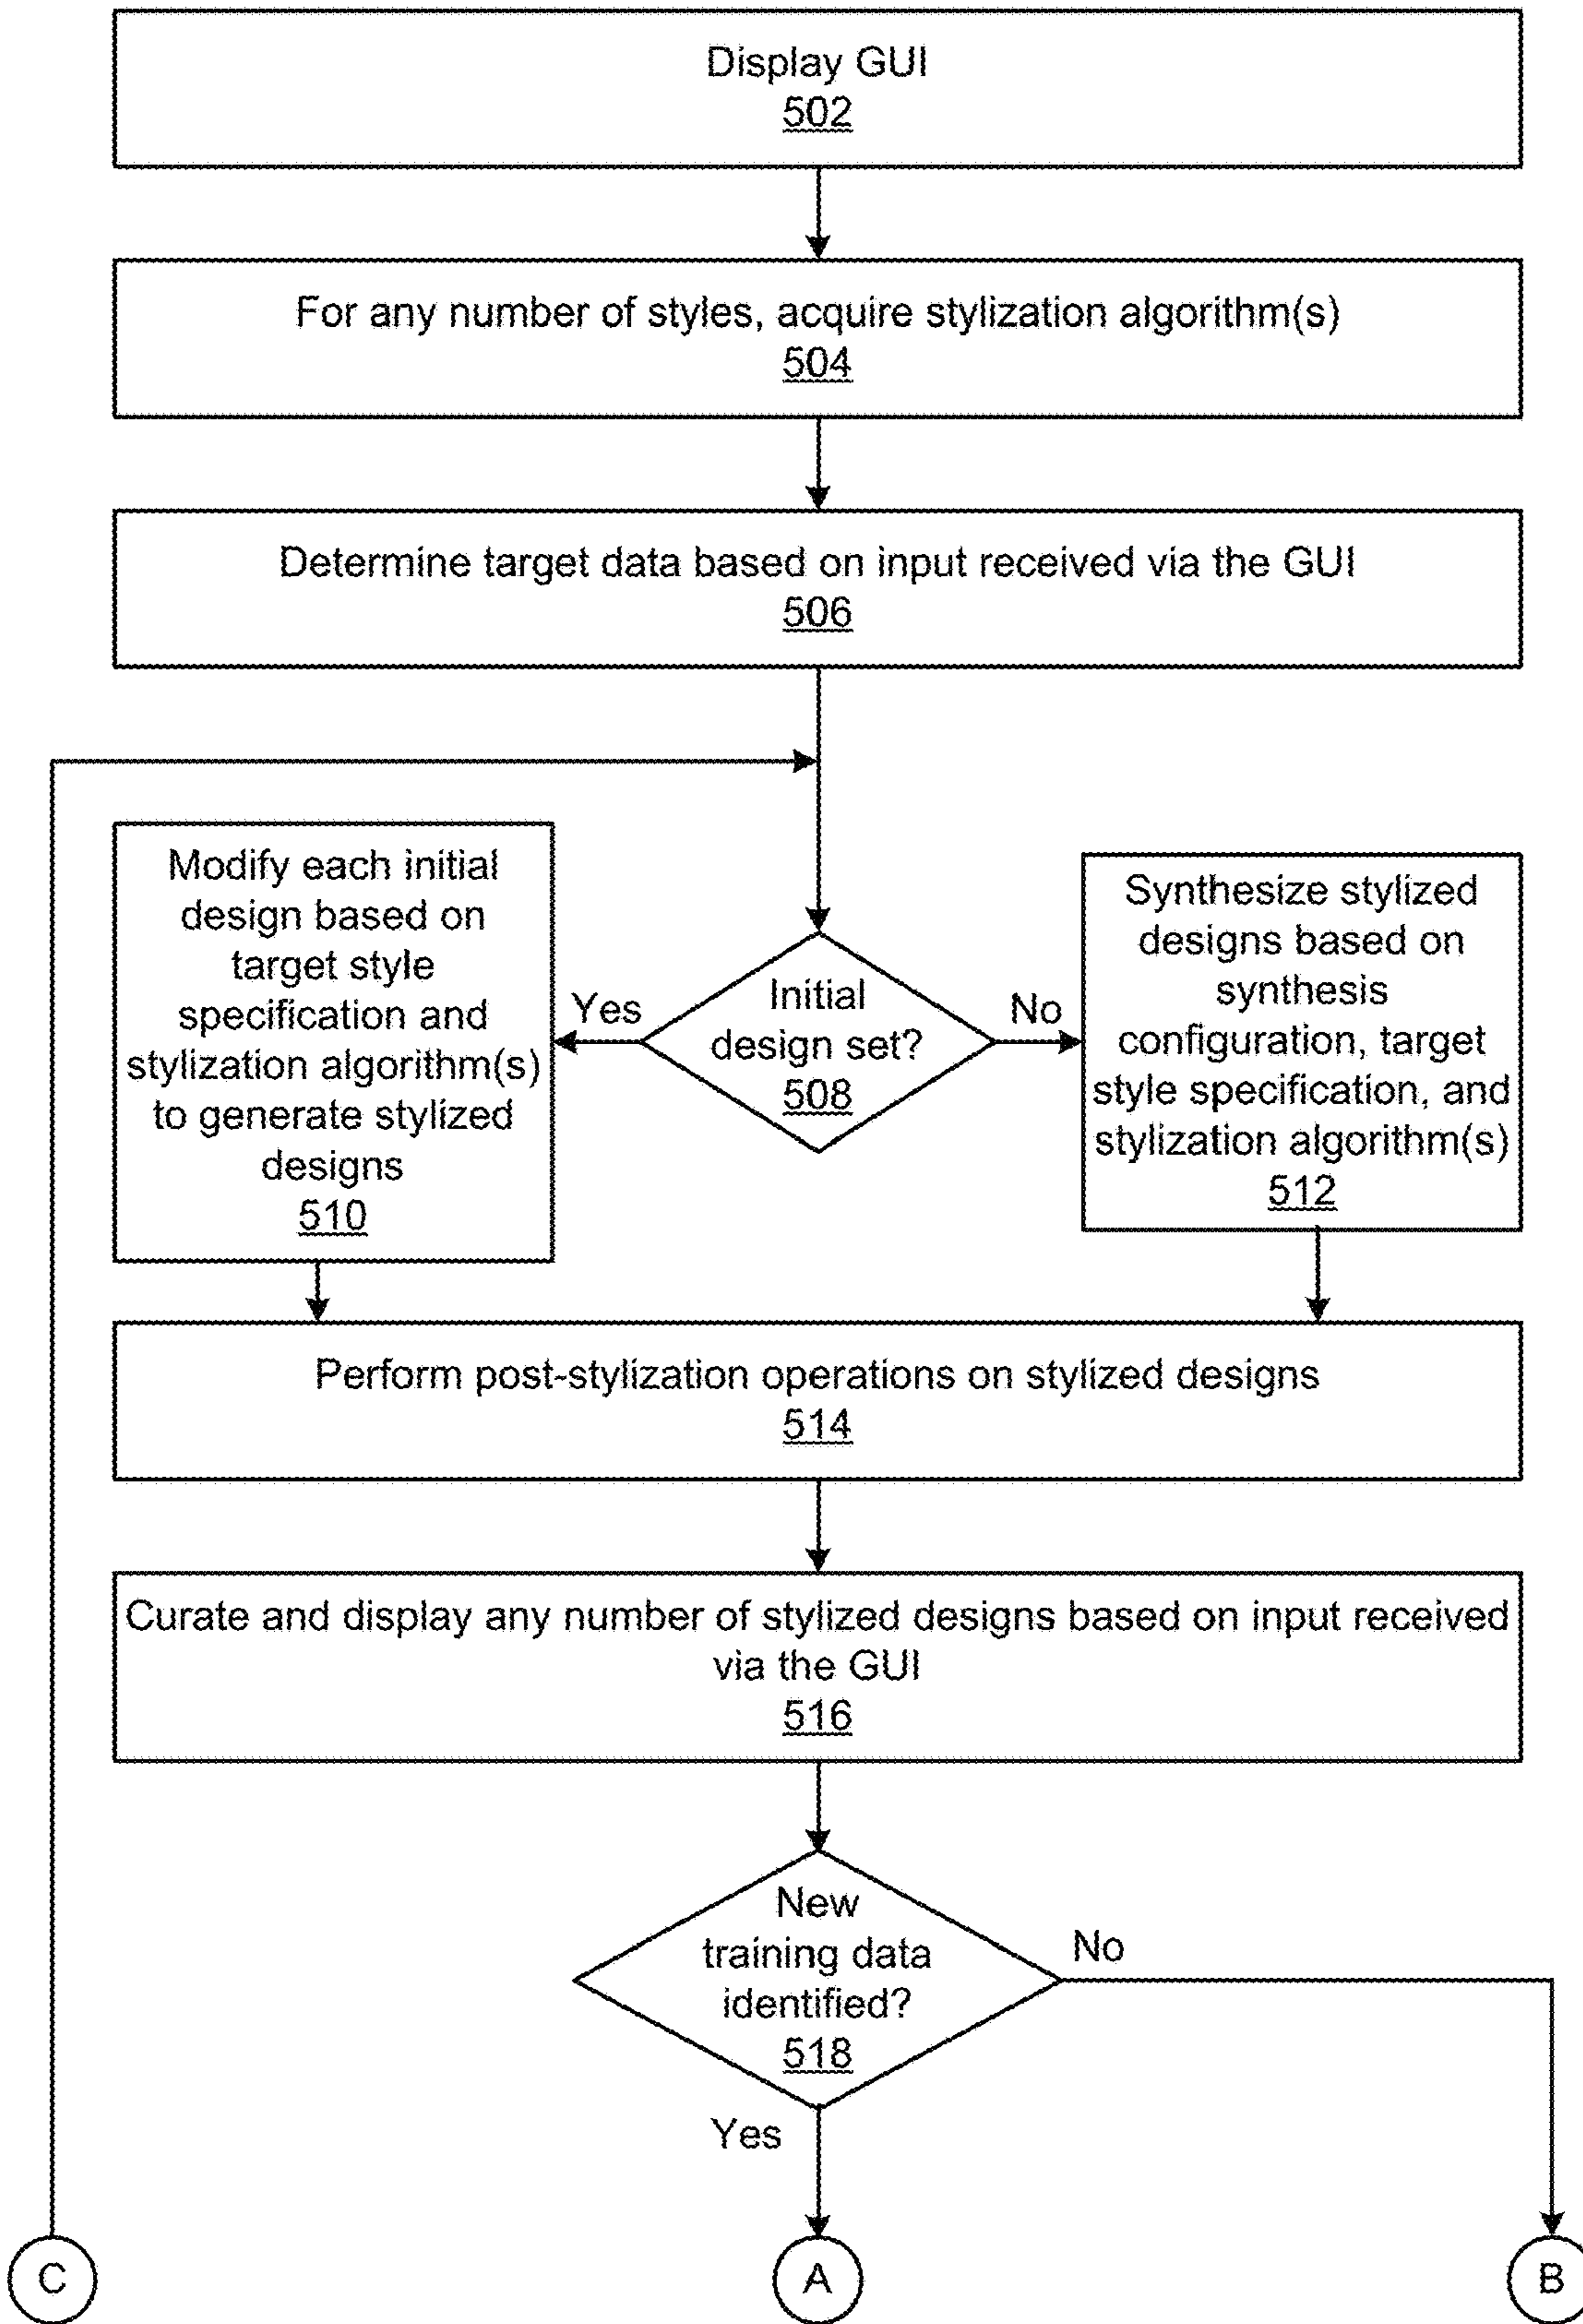 Display GUI
502
For any number of styles, acquire stylization algorithm(s)
504
Determine target data based on input received via the GUI
506
Modify each initial
design based on
target style
specification and
stylization algorithm(s)
to generate stylized
designs
510
Yes
Initial
design set?
508
No
Synthesize stylized
designs based on
synthesis
configuration, target
style specification, and
stylization algorithm(s)
512
Perform post-stylization operations on stylized designs
514
Curate and display any number of stylized designs based on input received
via the GUI
516
New
training data
identified?
518
No
Yes
C
A
B